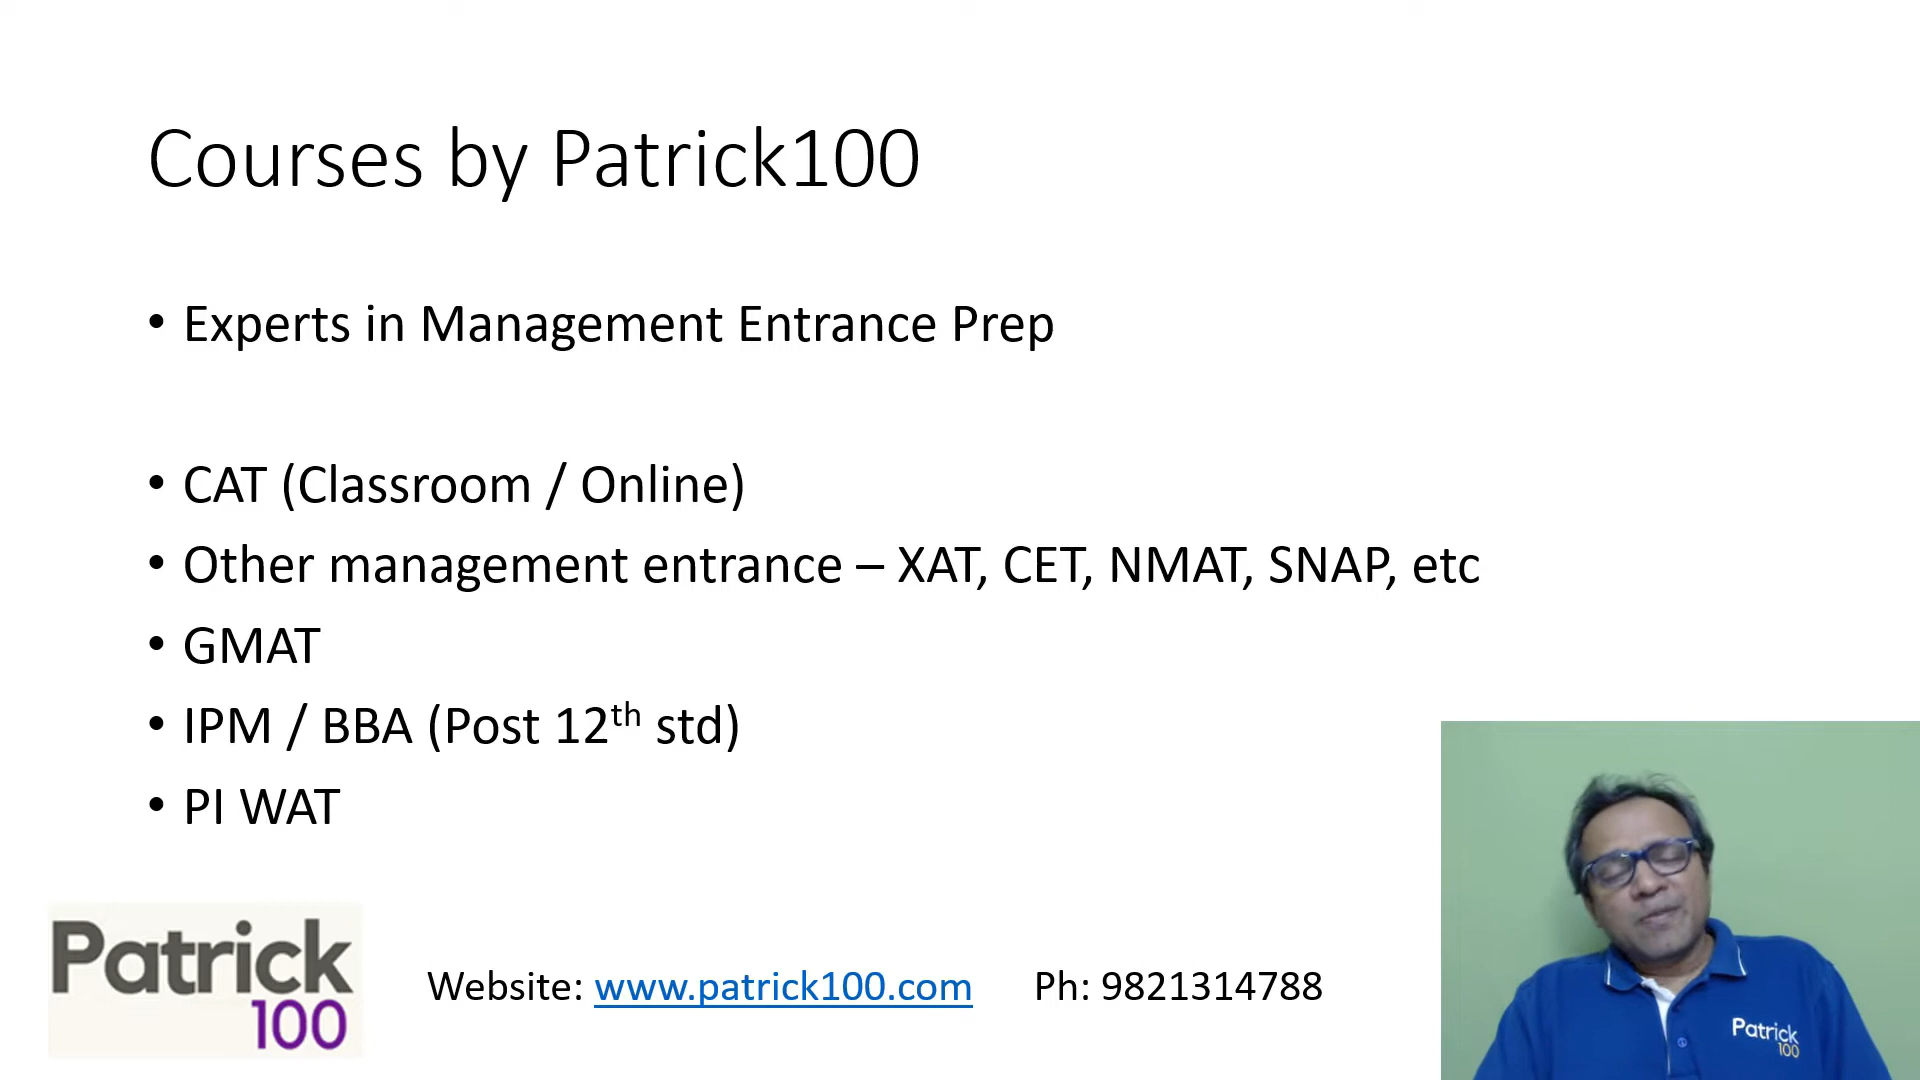 Courses by Patrick100
• Experts in Management Entrance Prep
• CAT (Classroom / Online)
• Other management entrance – XAT, CET, NMAT, SNAP, etc
• GMAT
• IPM / BBA (Post 12th std)
• PI WAT
Patrick
100
Website: www.patrick100.com Ph: 9821314788
Patrick
100